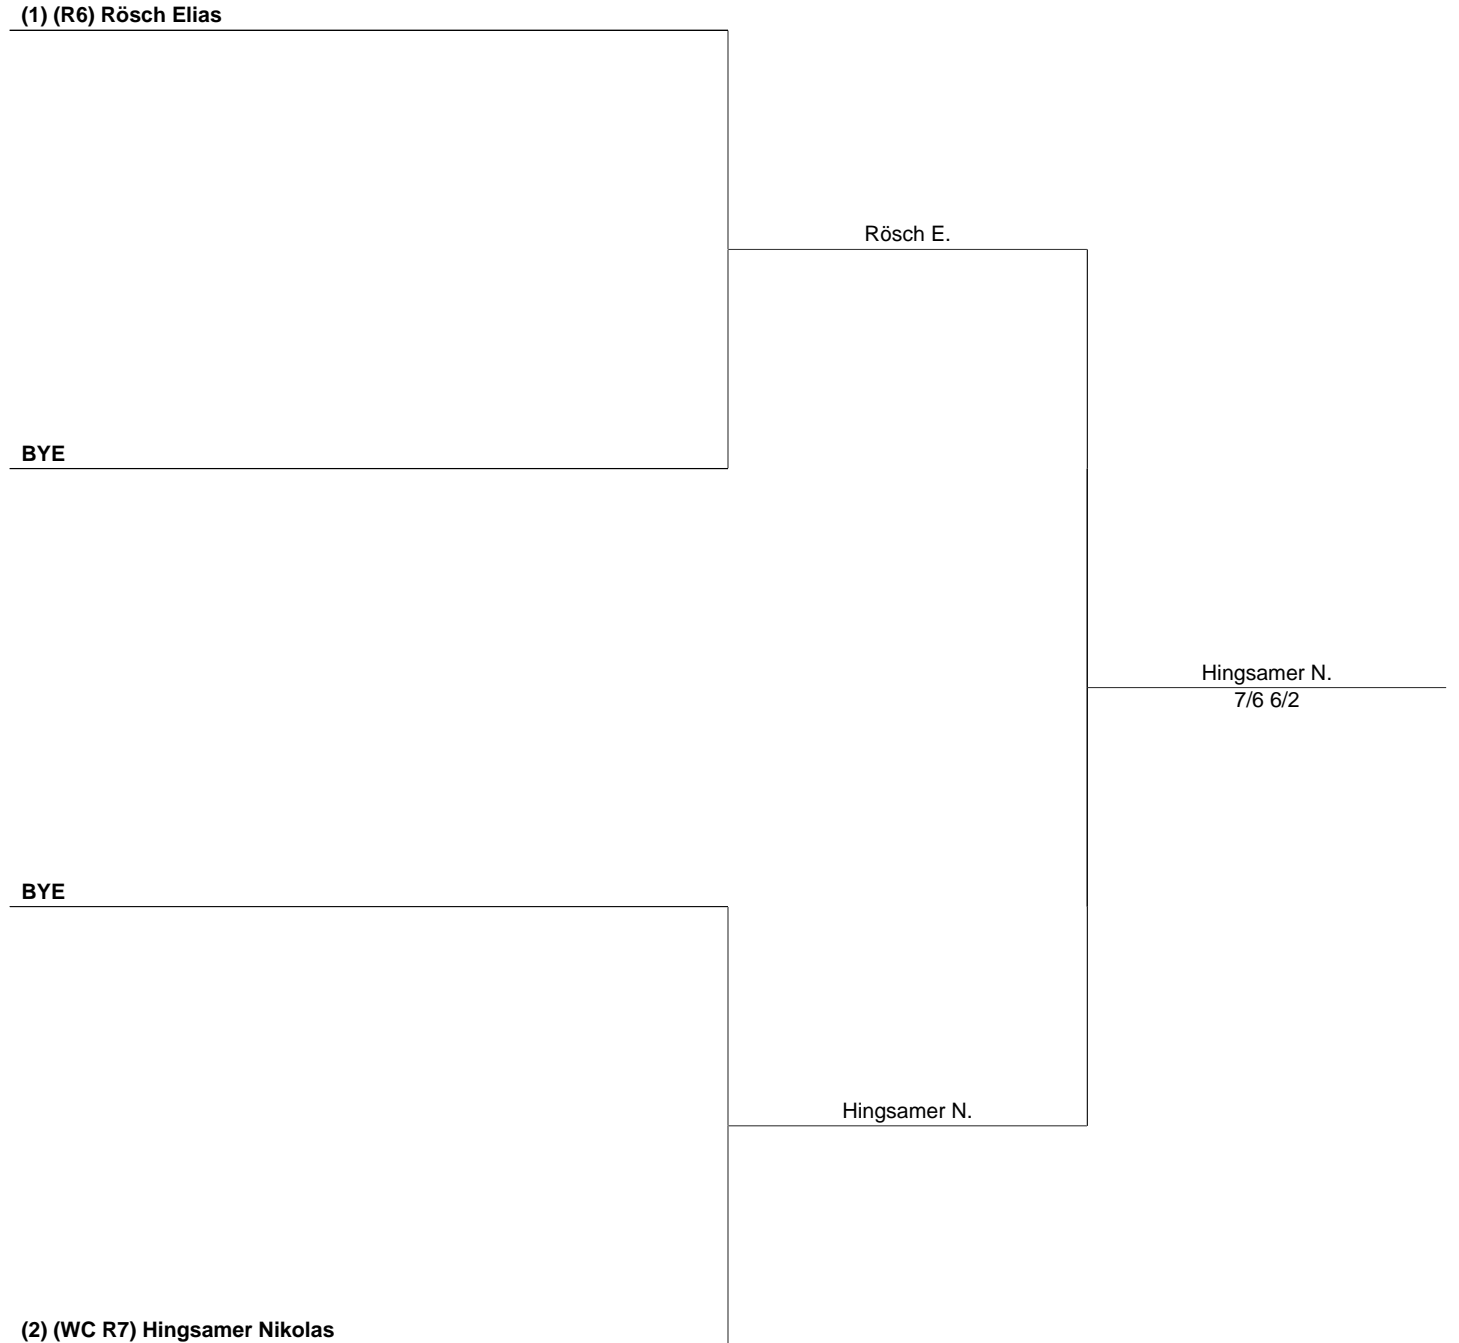 (1) (R6) Rösch Elias
Rösch E.
BYE
Hingsamer N.
7/6 6/2
BYE
Hingsamer N.
(2) (WC R7) Hingsamer Nikolas